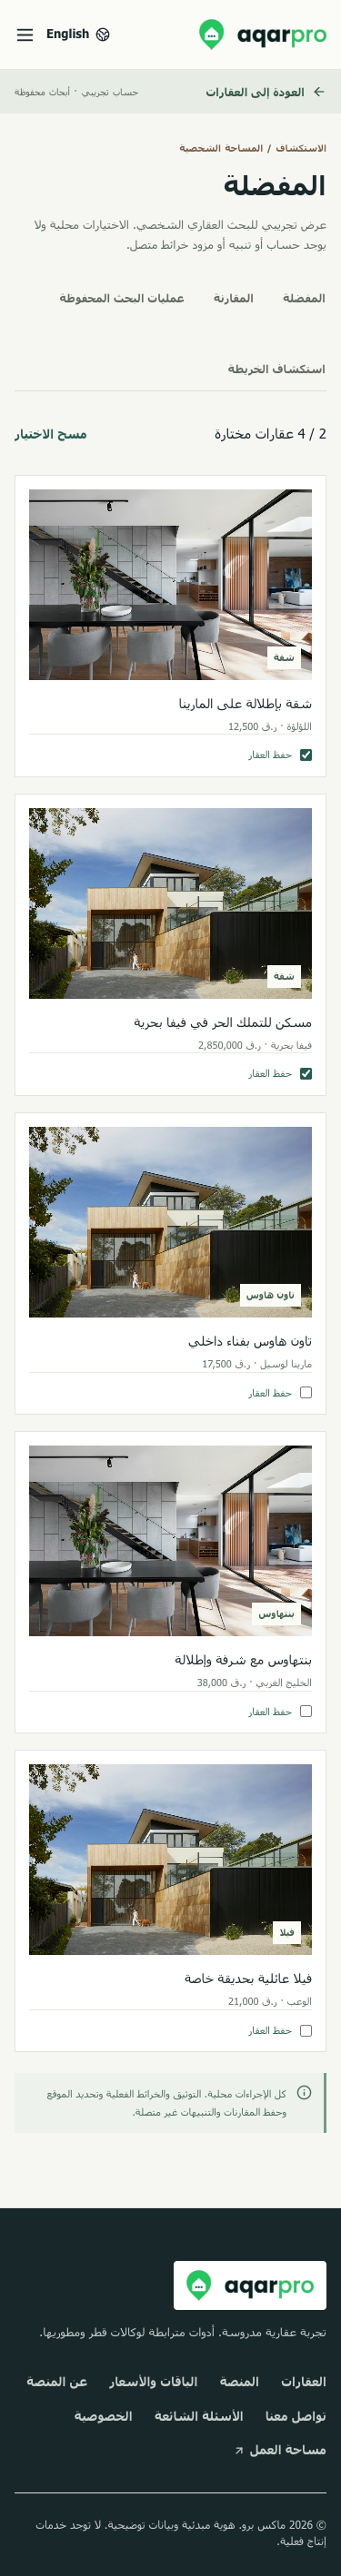 aqarpro
English
العودة إلى العقارات
حساب تجريبي · أبحاث محفوظة
الاستكشاف / المساحة الشخصية
المفضلة
عرض تجريبي للبحث العقاري الشخصي. الاختيارات محلية ولا
يوجد حساب أو تنبيه أو مزود خرائط متصل.
المفضلة المقارنة عمليات البحث المحفوظة
استكشاف الخريطة
2 / 4 عقارات مختارة
مسح الاختيار
شقة
شقة بإطلالة على المارينا
اللؤلؤة · ر.ق 12,500
حفظ العقار
شقة
مسكن للتملك الحر في فيفا بحرية
فيفا بحرية · ر.ق 2,850,000
حفظ العقار
تاون هاوس
تاون هاوس بفناء داخلي
مارينا لوسيل · ر.ق 17,500
حفظ العقار
بنتهاوس
بنتهاوس مع شرفة وإطلالة
الخليج الغربي · ر.ق 38,000
حفظ العقار
فيلا
فيلا عائلية بحديقة خاصة
الوعب · ر.ق 21,000
حفظ العقار
كل الإجراءات محلية. التوثيق والخرائط الفعلية وتحديد الموقع
وحفظ المقارنات والتنبيهات غير متصلة.
aqarpro
تجربة عقارية مدروسة. أدوات مترابطة لوكالات قطر ومطوريها.
العقارات المنصة الباقات والأسعار عن المنصة
تواصل معنا الأسئلة الشائعة الخصوصية
مساحة العمل
© 2026 ماكس برو. هوية مبدئية وبيانات توضيحية. لا توجد خدمات
إنتاج فعلية.